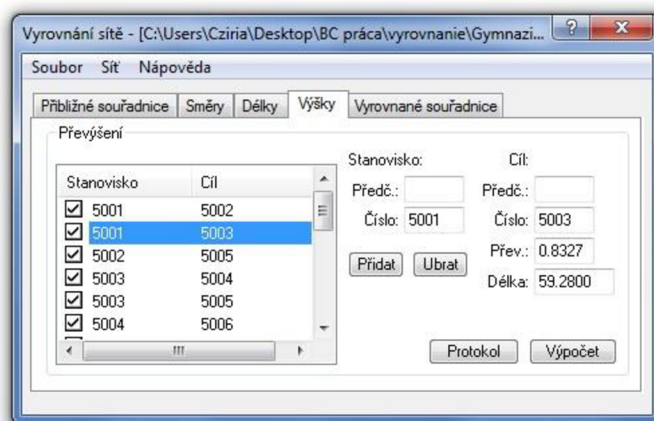 Vyrovnání sítě - [C:\Users\Cziria\Desktop\BC práca\vyrovnanie\Gymnazi...
Soubor Síť Nápověda
Přibližné souřadnice Směry Délky Výšky Vyrovnané souřadnice
Převýšení
Stanovisko Cíl
5001 5002
5001 5003
5002 5005
5003 5004
5003 5005
5004 5006
Stanovisko: Cíl:
Předč.: Předč.:
Číslo: 5001 Číslo: 5003
Přev.: 0.8327
Přidat Ubrat
Délka: 59.2800
Protokol Výpočet